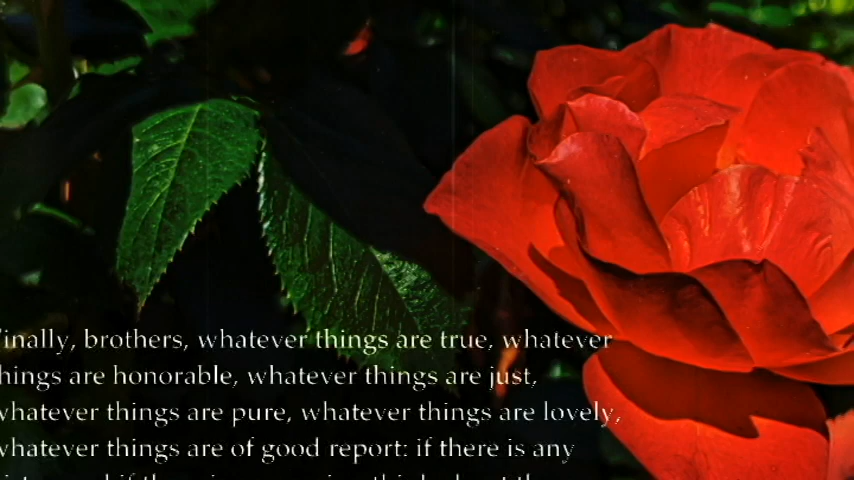 inally, brothers, whatever things are true, whatever
hings are honorable, whatever things are just,
whatever things are pure, whatever things are lovely,
whatever things are of good report: if there is any